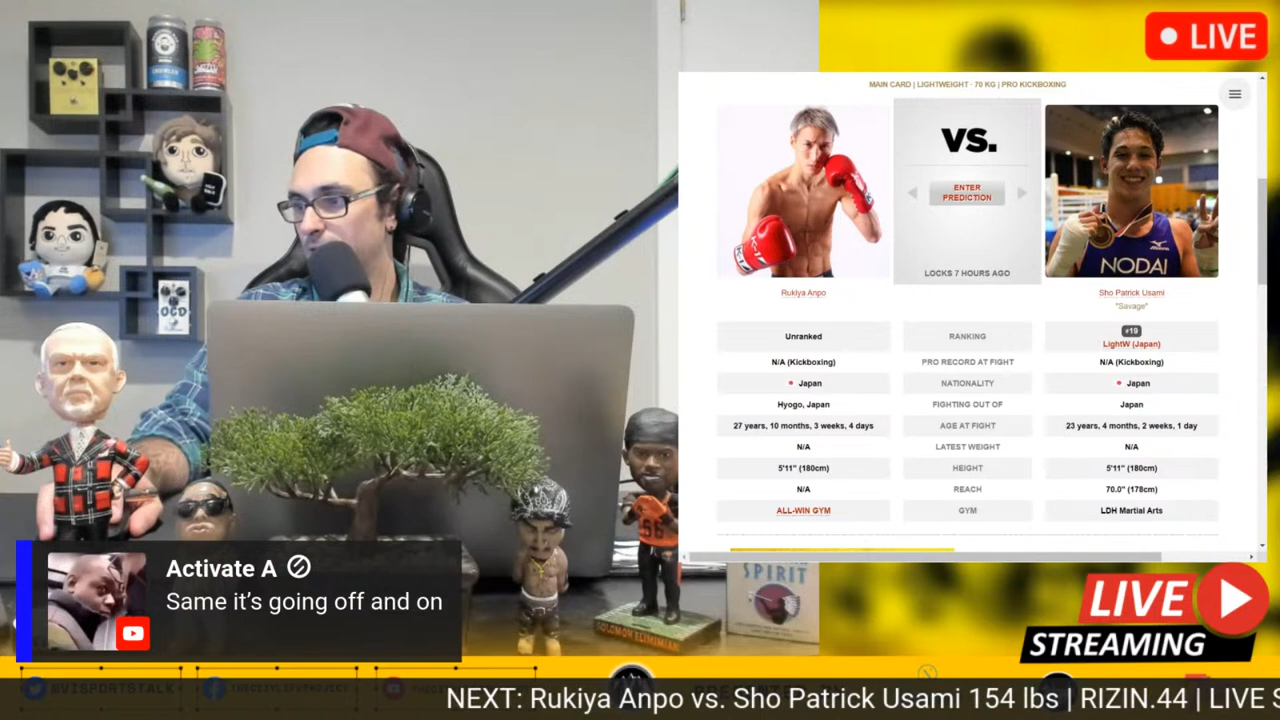 LIVE
MAIN CARD | LIGHTWEIGHT · 70 KG | PRO KICKBOXING
VS.
ENTER
PREDICTION
LOCKS 7 HOURS AGO
NODAI
Rukiya Anpo
Sho Patrick Usami
"Savage"
Unranked
RANKING
#19
LightW (Japan)
N/A (Kickboxing)
PRO RECORD AT FIGHT
N/A (Kickboxing)
Japan
NATIONALITY
Japan
Hyogo, Japan
FIGHTING OUT OF
Japan
27 years, 10 months, 3 weeks, 4 days
AGE AT FIGHT
23 years, 4 months, 2 weeks, 1 day
N/A
LATEST WEIGHT
N/A
5'11" (180cm)
HEIGHT
5'11" (180cm)
N/A
REACH
70.0" (178cm)
ALL-WIN GYM
GYM
LDH Martial Arts
OCD
56
SPIRIT
SOLOMON ELIMIMIAN
Activate A
Same it’s going off and on
LIVE
STREAMING
@VISPORTSTALK
NEXT: Rukiya Anpo vs. Sho Patrick Usami 154 lbs | RIZIN.44 | LIVE S